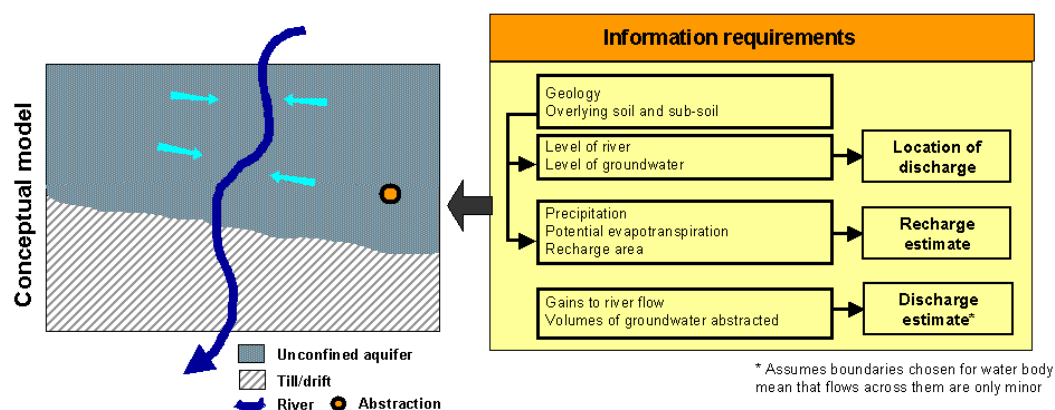 Conceptual model
Unconfined aquifer
Till/drift
River
Abstraction
Information requirements
Geology
Overlying soil and sub-soil
Level of river
Level of groundwater
Location of
discharge
Precipitation
Potential evapotranspiration
Recharge area
Recharge
estimate
Gains to river flow
Volumes of groundwater abstracted
Discharge
estimate*
* Assumes boundaries chosen for water body
mean that flows across them are only minor